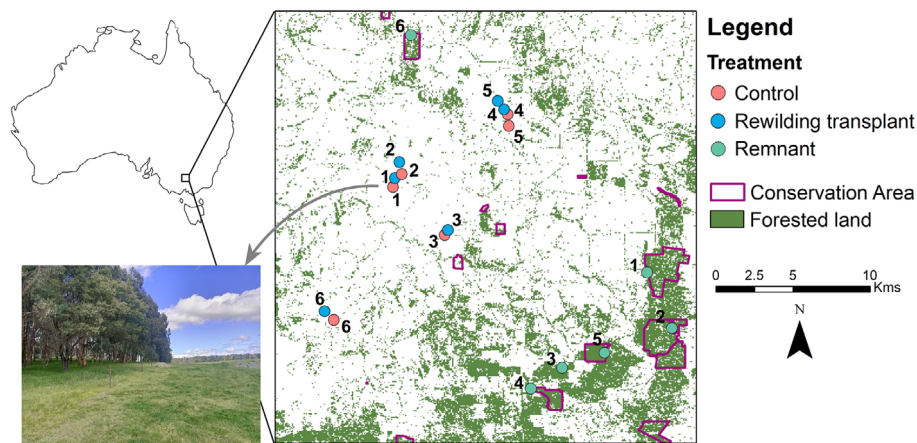 Legend
Treatment
Control
Rewilding transplant
Remnant
Conservation Area
Forested land
0 2.5 5 10
Kms
N
6
5
4 4
5
2
1 2
1
3
3
6
6
1
2
5
3
4